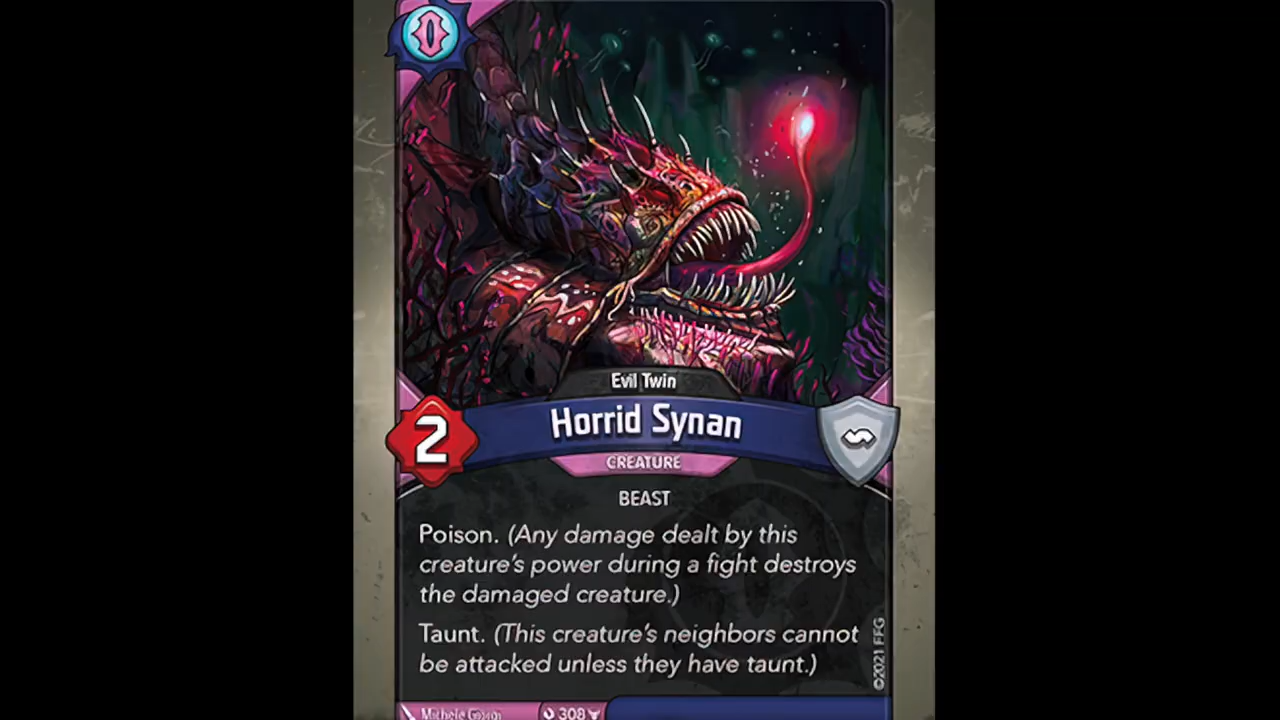 Evil Twin
Horrid Synan
2
CREATURE
BEAST
Poison. (Any damage dealt by this
creature's power during a fight destroys
the damaged creature.)
Taunt. (This creature's neighbors cannot
be attacked unless they have taunt.)
©2021 FFG
Michele
308